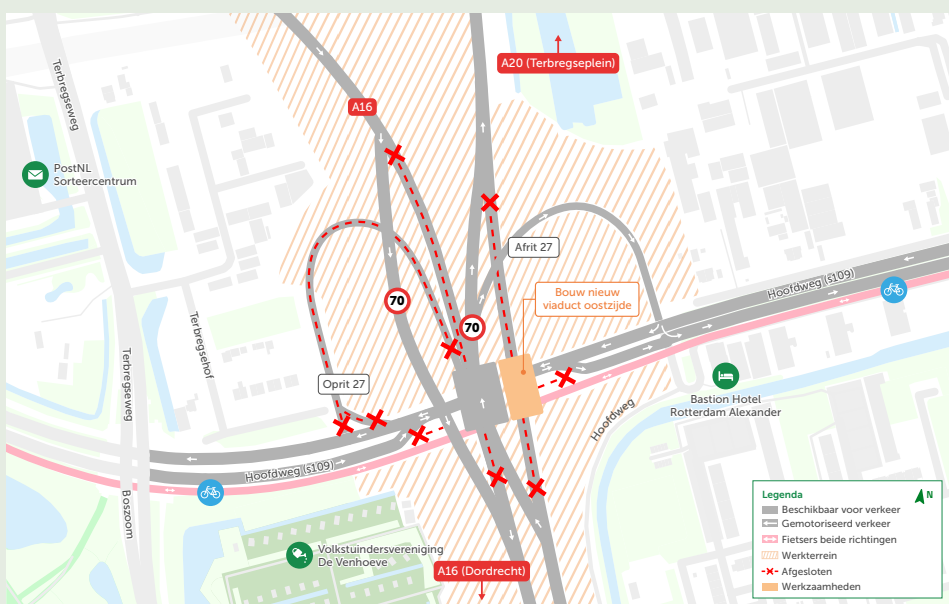 A20 (Terbregseplein)
Terbregseweg
A16
PostNL
Sorteercentrum
Afrit 27
Hoofdweg (s109)
70
Bouw nieuw
viaduct oostzijde
70
Terbregsehof
Terbregseweg
Oprit 27
Bastion Hotel
Rotterdam Alexander
Hoofdweg
Hoofdweg (s109)
Boszoom
Volkstuindersvereniging
De Venhoeve
A16 (Dordrecht)
Legenda
N
Beschikbaar voor verkeer
Gemotoriseerd verkeer
Fietsers beide richtingen
Werkterrein
Afgesloten
Werkzaamheden